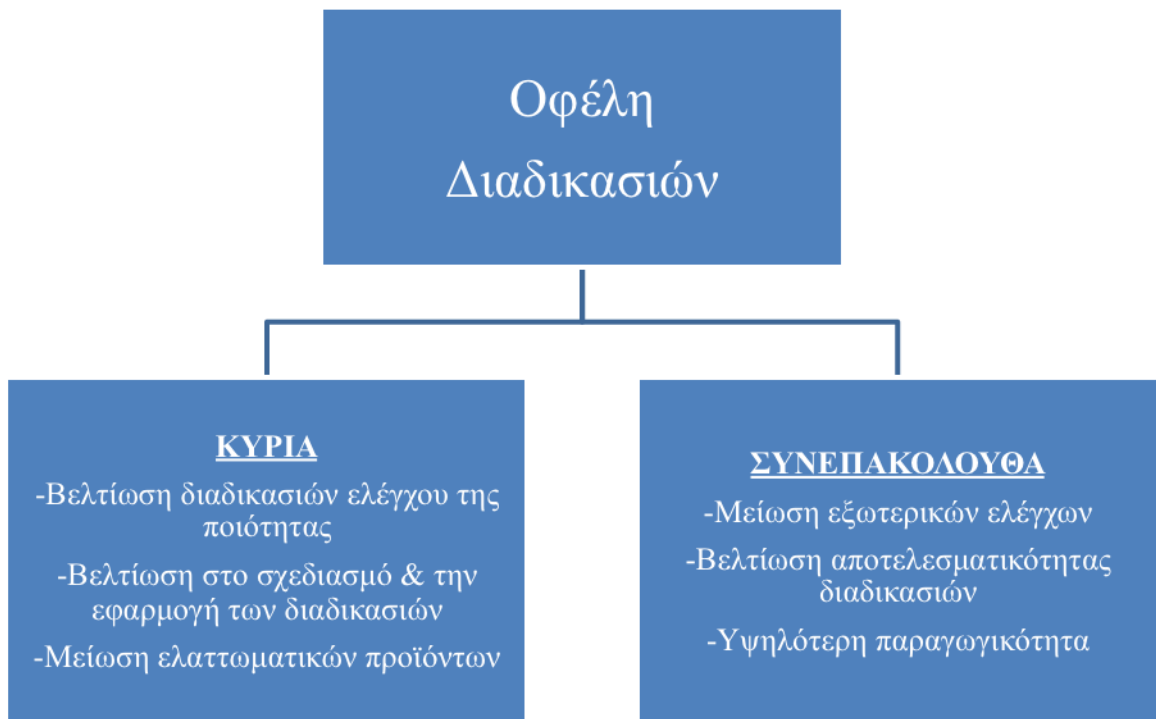 Οφέλη
Διαδικασιών
ΚΥΡΙΑ
-Βελτίωση διαδικασιών ελέγχου της
ποιότητας
-Βελτίωση στο σχεδιασμό & την
εφαρμογή των διαδικασιών
-Μείωση ελαττωματικών προϊόντων
ΣΥΝΕΠΑΚΟΛΟΥΘΑ
-Μείωση εξωτερικών ελέγχων
-Βελτίωση αποτελεσματικότητας
διαδικασιών
-Υψηλότερη παραγωγικότητα